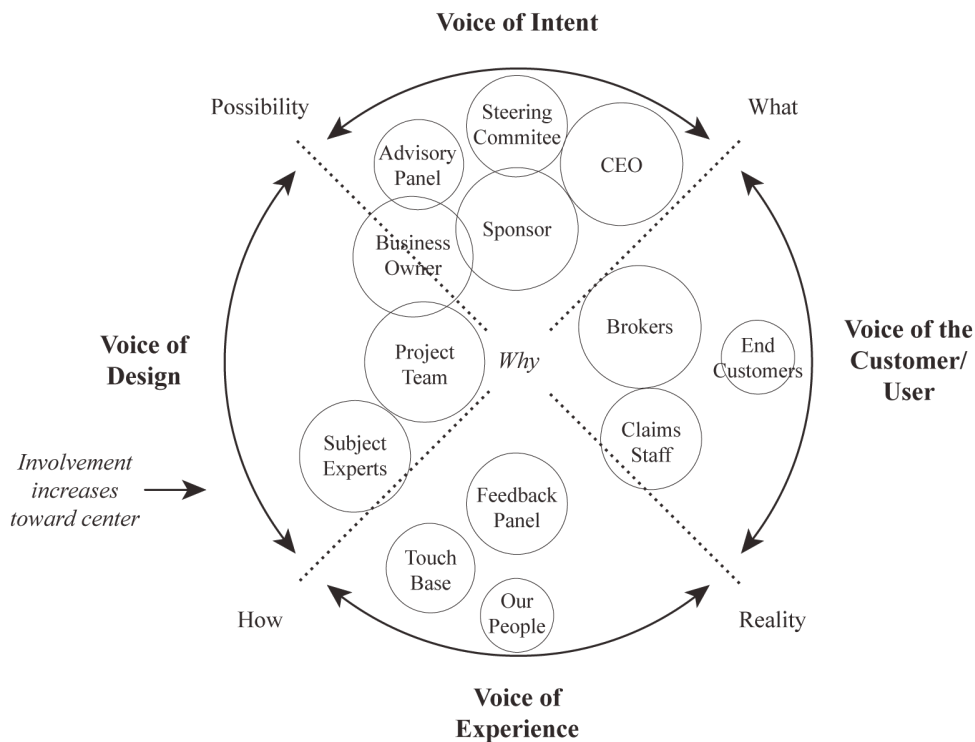 Voice of Intent
Possibility
What
Steering
Commitee
Advisory
Panel
CEO
Sponsor
Business
Owner
Voice of
Design
Project
Team
Why
Brokers
End
Customers
Voice of the
Customer/
User
Subject
Experts
Claims
Staff
Involvement
increases
toward center
Feedback
Panel
Touch
Base
Our
People
How
Reality
Voice of
Experience